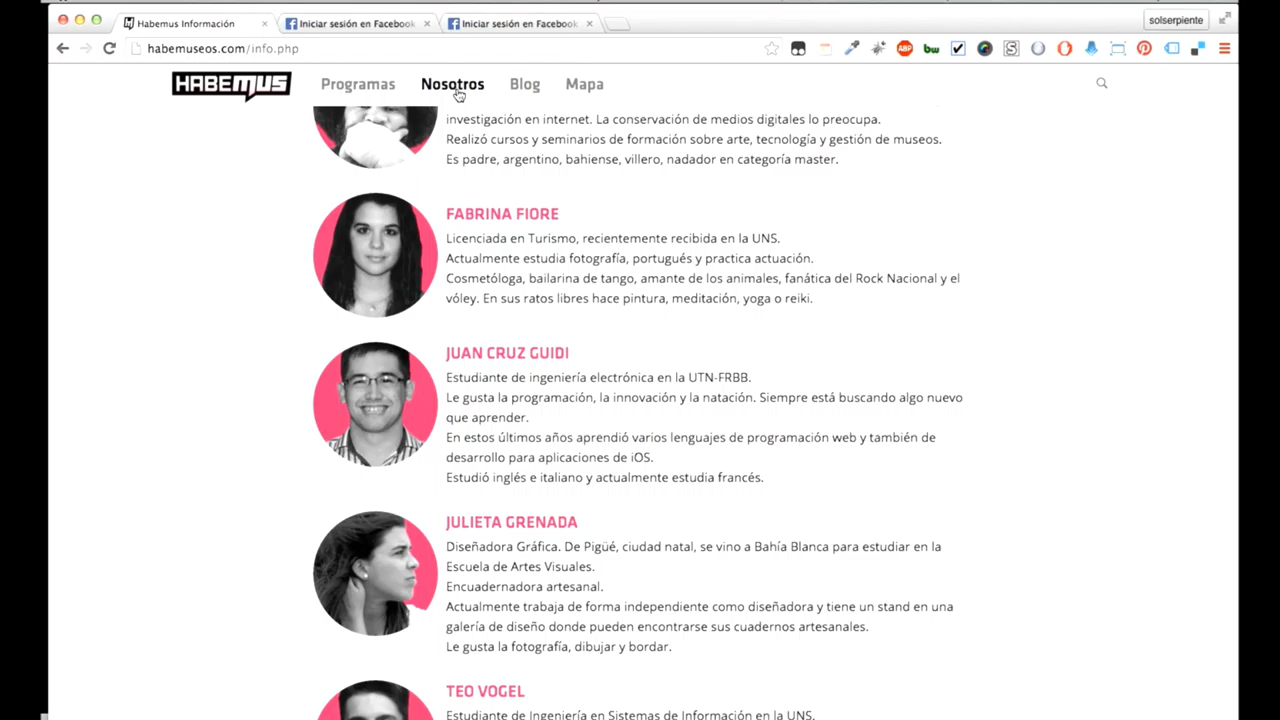 Habemus Información
Iniciar sesión en Facebook
Iniciar sesión en Facebook
solserpiente
habemuseos.com/info.php
ABP
bw
S
HABEMUS
Programas
Nosotros
Blog
Mapa
investigación en internet. La conservación de medios digitales lo preocupa.
Realizó cursos y seminarios de formación sobre arte, tecnología y gestión de museos.
Es padre, argentino, bahiense, villero, nadador en categoría master.
FABRINA FIORE
Licenciada en Turismo, recientemente recibida en la UNS.
Actualmente estudia fotografía, portugués y practica actuación.
Cosmetóloga, bailarina de tango, amante de los animales, fanática del Rock Nacional y el
vóley. En sus ratos libres hace pintura, meditación, yoga o reiki.
JUAN CRUZ GUIDI
Estudiante de ingeniería electrónica en la UTN-FRBB.
Le gusta la programación, la innovación y la natación. Siempre está buscando algo nuevo
que aprender.
En estos últimos años aprendió varios lenguajes de programación web y también de
desarrollo para aplicaciones de iOS.
Estudió inglés e italiano y actualmente estudia francés.
JULIETA GRENADA
Diseñadora Gráfica. De Pigüé, ciudad natal, se vino a Bahía Blanca para estudiar en la
Escuela de Artes Visuales.
Encuadernadora artesanal.
Actualmente trabaja de forma independiente como diseñadora y tiene un stand en una
galería de diseño donde pueden encontrarse sus cuadernos artesanales.
Le gusta la fotografía, dibujar y bordar.
TEO VOGEL
Estudiante de Ingeniería en Sistemas de Información en la UNS.